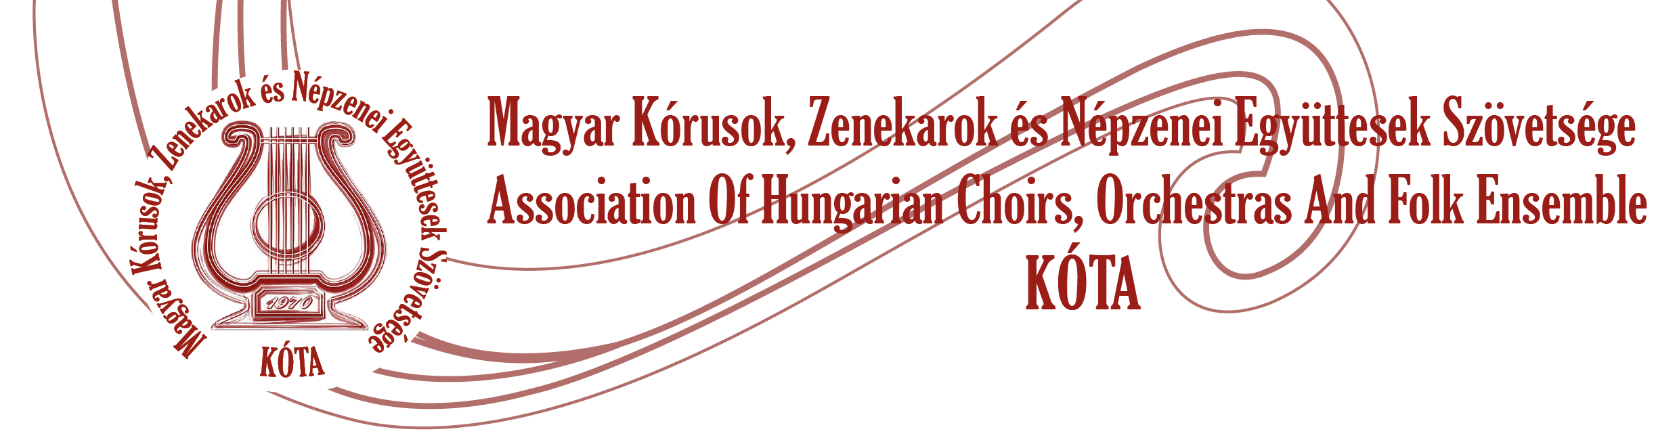 Magyar Kórusok, Zenekarok és Népzenei Együttesek Szövetsége
1970
KÓTA
Magyar Kórusok, Zenekarok és Népzenei Együttesek Szövetsége
Association Of Hungarian Choirs, Orchestras And Folk Ensemble
KÓTA